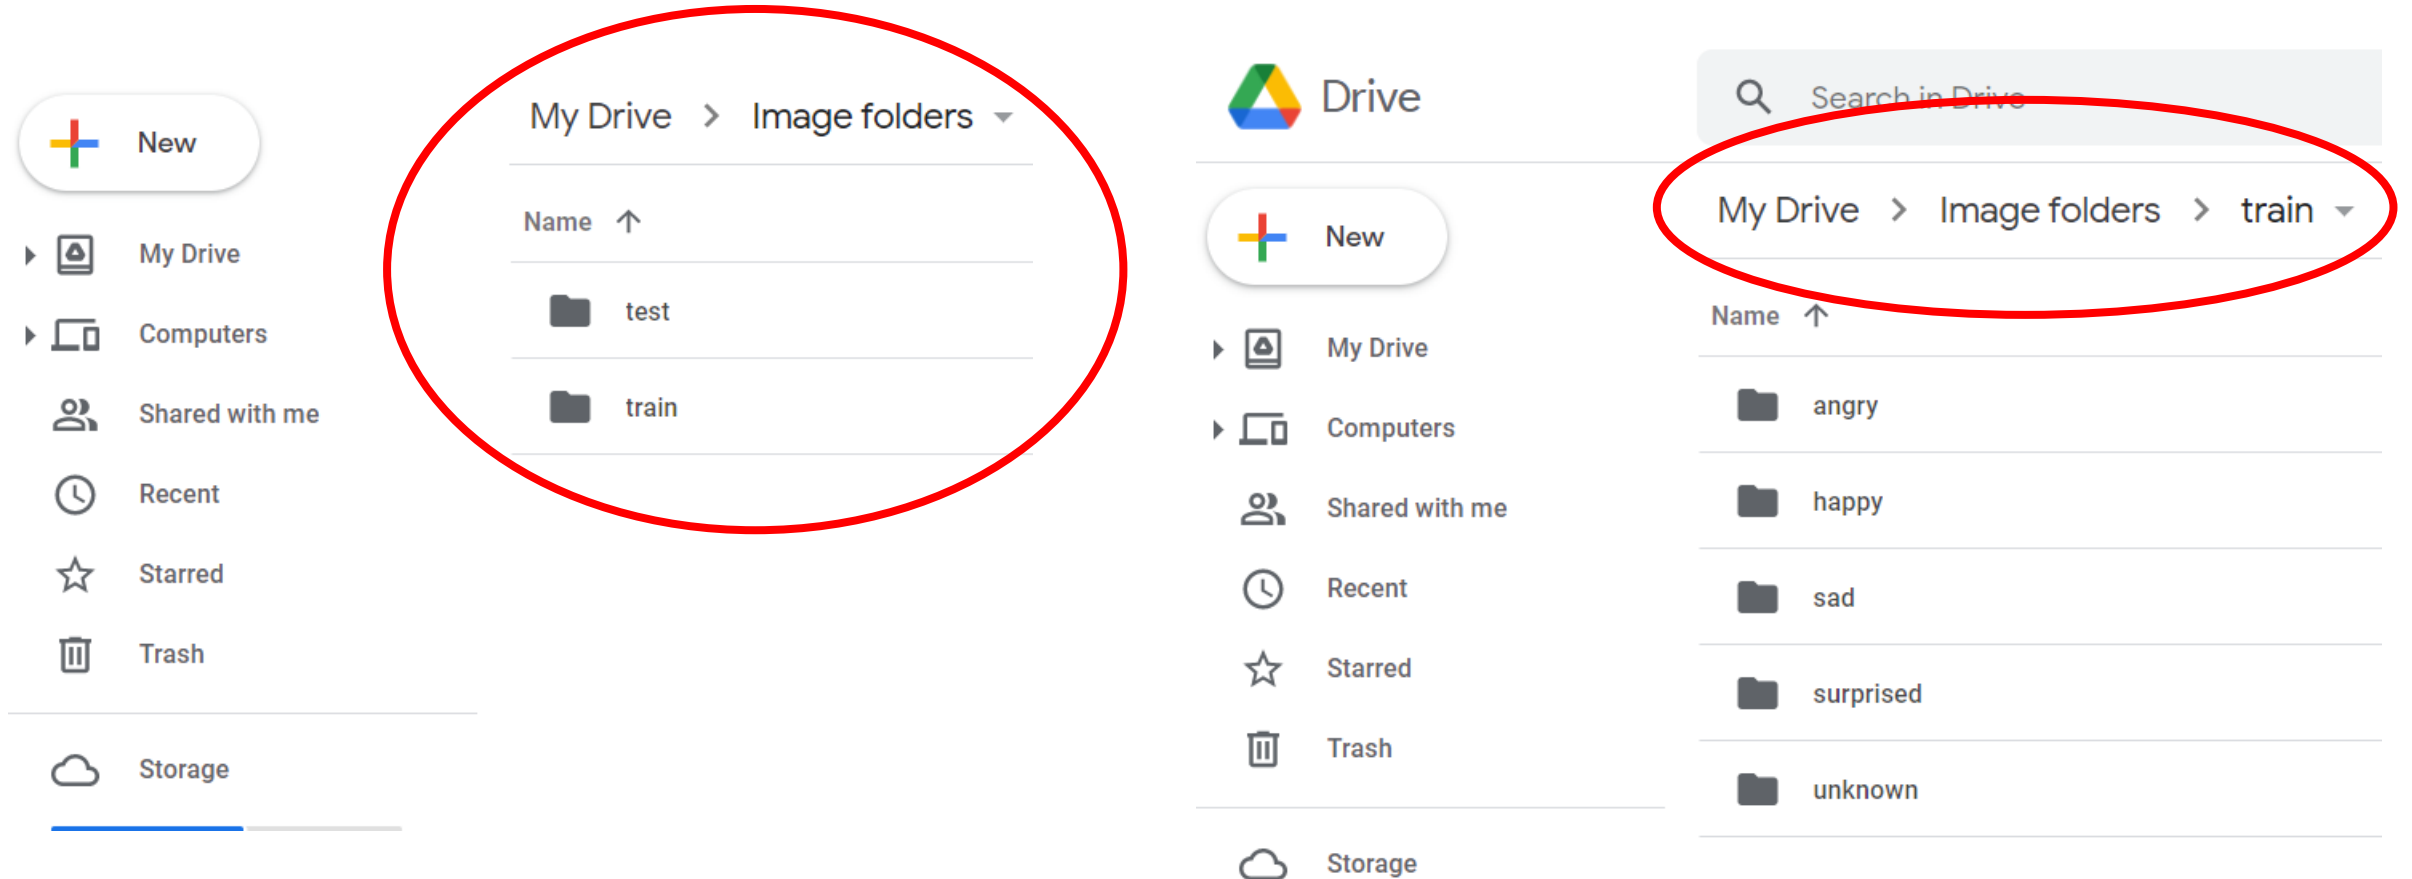 New
My Drive
Computers
Shared with me
Recent
Starred
Trash
Storage
My Drive > Image folders
Name
test
train
Drive
Search in Drive
New
My Drive
Computers
Shared with me
Recent
Starred
Trash
Storage
My Drive > Image folders > train
Name
angry
happy
sad
surprised
unknown